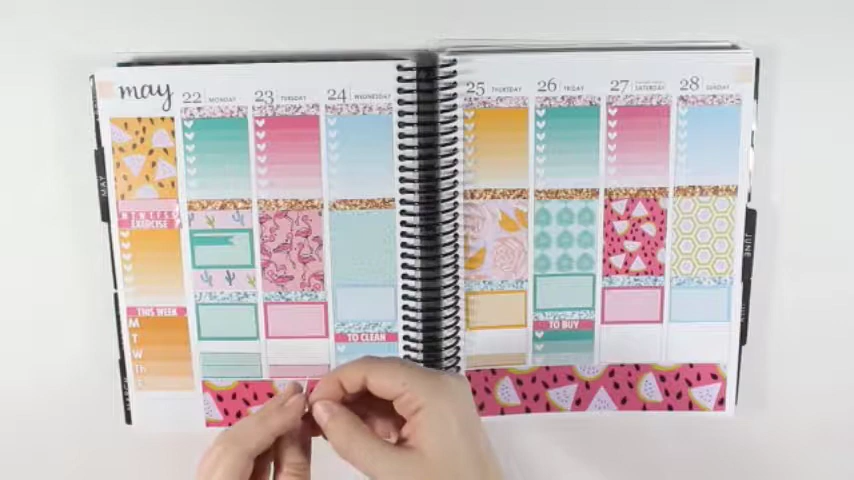 may
22 MONDAY
23 TUESDAY
24 WEDNESDAY
25 THURSDAY
26 FRIDAY
27 SATURDAY
28 SUNDAY
M T W T F S S
EXERCISE
THIS WEEK
M
T
W
Th
TO CLEAN
TO BUY
MAY
JUNE